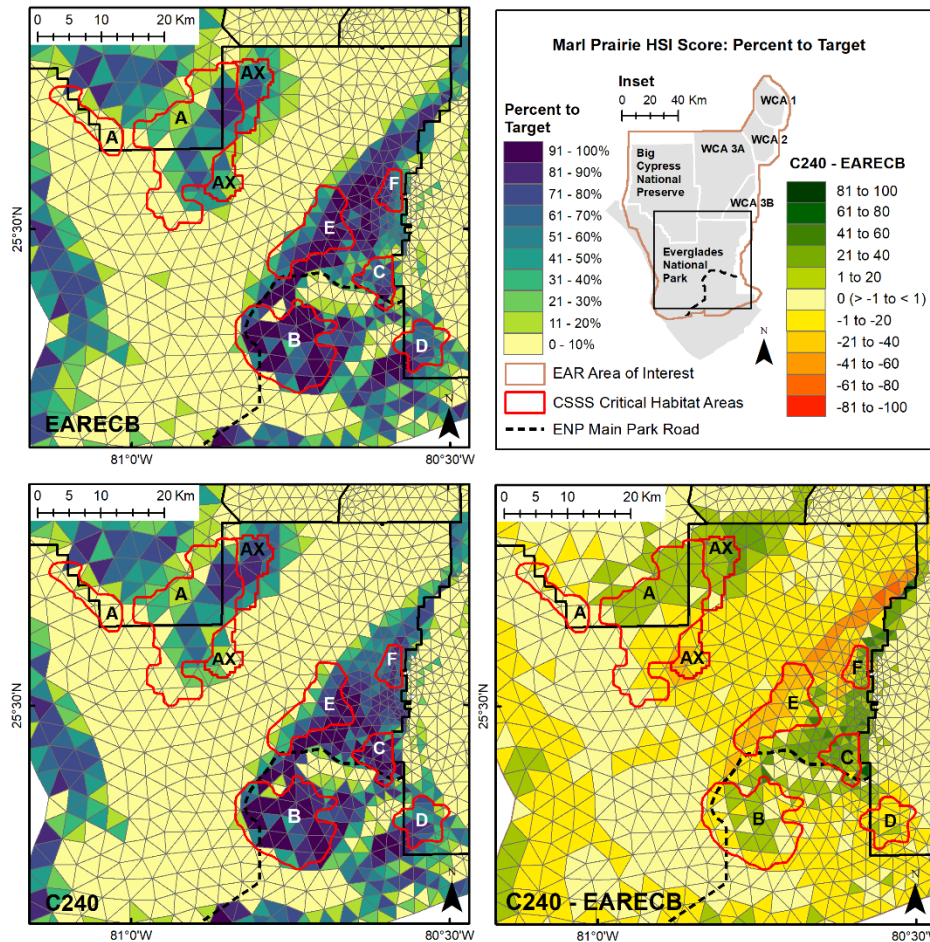 0 5 10 20 Km
AX
A
A
AX
F
E
C
B
D
25°30'N
EARECB
N
81°0'W
80°30'W
Marl Prairie HSI Score: Percent to Target
Inset
0 20 40 Km
WCA 1
WCA 2
WCA 3A
WCA 3B
Big
Cypress
National
Preserve
Everglades
National
Park
N
Percent to
Target
91 - 100%
81 - 90%
71 - 80%
61 - 70%
51 - 60%
41 - 50%
31 - 40%
21 - 30%
11 - 20%
0 - 10%
C240 - EARECB
81 to 100
61 to 80
41 to 60
21 to 40
1 to 20
0 (> -1 to < 1)
-1 to -20
-21 to -40
-41 to -60
-61 to -80
-81 to -100
EAR Area of Interest
CSSS Critical Habitat Areas
ENP Main Park Road
0 5 10 20 Km
AX
A
A
AX
F
E
C
B
D
25°30'N
C240
N
81°0'W
80°30'W
0 5 10 20 Km
AX
A
A
AX
F
E
C
B
D
25°30'N
C240 - EARECB
N
81°0'W
80°30'W